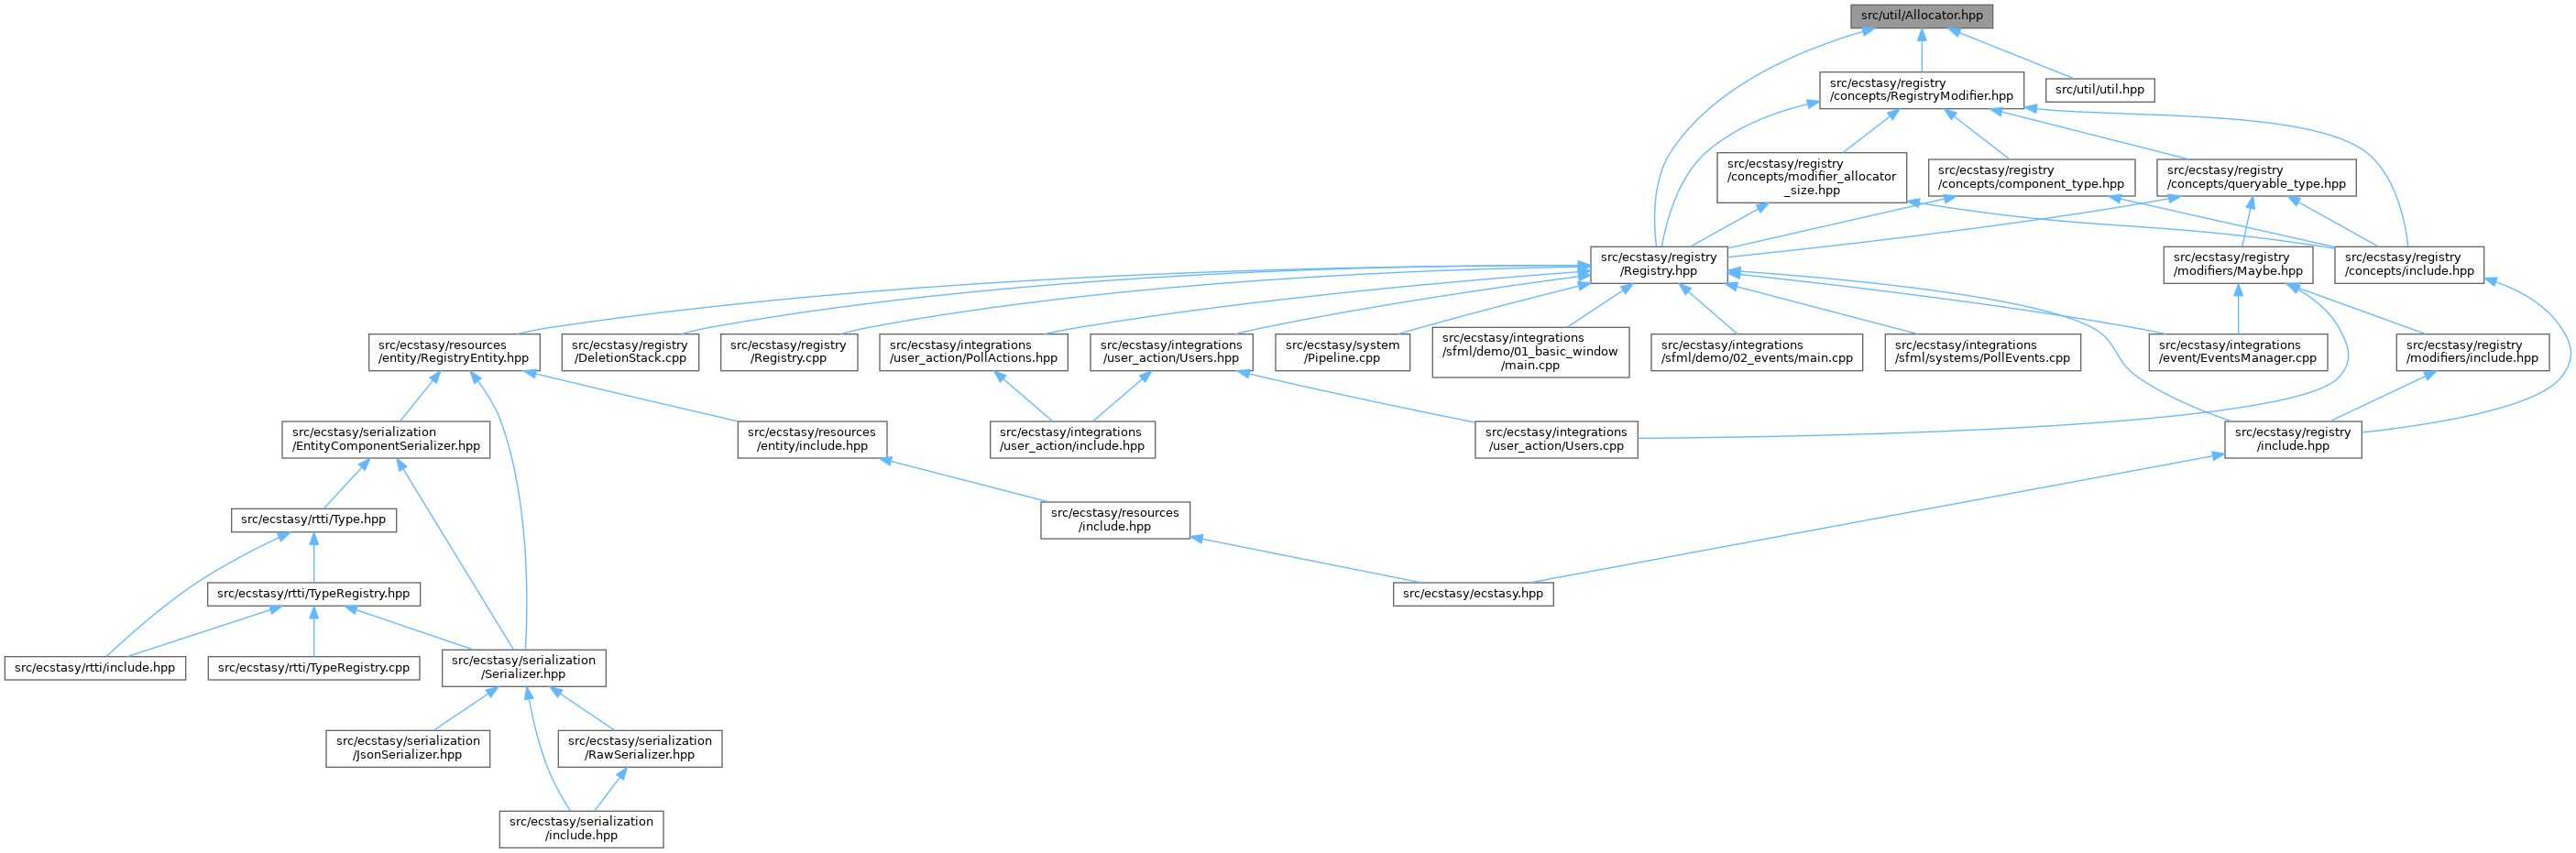 src/util/Allocator.hpp
src/ecstasy/registry
/concepts/RegistryModifier.hpp
src/util/util.hpp
src/ecstasy/registry
/concepts/modifier_allocator
_size.hpp
src/ecstasy/registry
/concepts/component_type.hpp
src/ecstasy/registry
/concepts/queryable_type.hpp
src/ecstasy/registry
/Registry.hpp
src/ecstasy/registry
/modifiers/Maybe.hpp
src/ecstasy/registry
/concepts/include.hpp
src/ecstasy/resources
/entity/RegistryEntity.hpp
src/ecstasy/registry
/DeletionStack.cpp
src/ecstasy/registry
/Registry.cpp
src/ecstasy/integrations
/user_action/PollActions.hpp
src/ecstasy/integrations
/user_action/Users.hpp
src/ecstasy/system
/Pipeline.cpp
src/ecstasy/integrations
/sfml/demo/01_basic_window
/main.cpp
src/ecstasy/integrations
/sfml/demo/02_events/main.cpp
src/ecstasy/integrations
/sfml/systems/PollEvents.cpp
src/ecstasy/integrations
/event/EventsManager.cpp
src/ecstasy/registry
/modifiers/include.hpp
src/ecstasy/serialization
/EntityComponentSerializer.hpp
src/ecstasy/resources
/entity/include.hpp
src/ecstasy/integrations
/user_action/include.hpp
src/ecstasy/integrations
/user_action/Users.cpp
src/ecstasy/registry
/include.hpp
src/ecstasy/rtti/Type.hpp
src/ecstasy/resources
/include.hpp
src/ecstasy/rtti/TypeRegistry.hpp
src/ecstasy/ecstasy.hpp
src/ecstasy/rtti/include.hpp
src/ecstasy/rtti/TypeRegistry.cpp
src/ecstasy/serialization
/Serializer.hpp
src/ecstasy/serialization
/JsonSerializer.hpp
src/ecstasy/serialization
/RawSerializer.hpp
src/ecstasy/serialization
/include.hpp